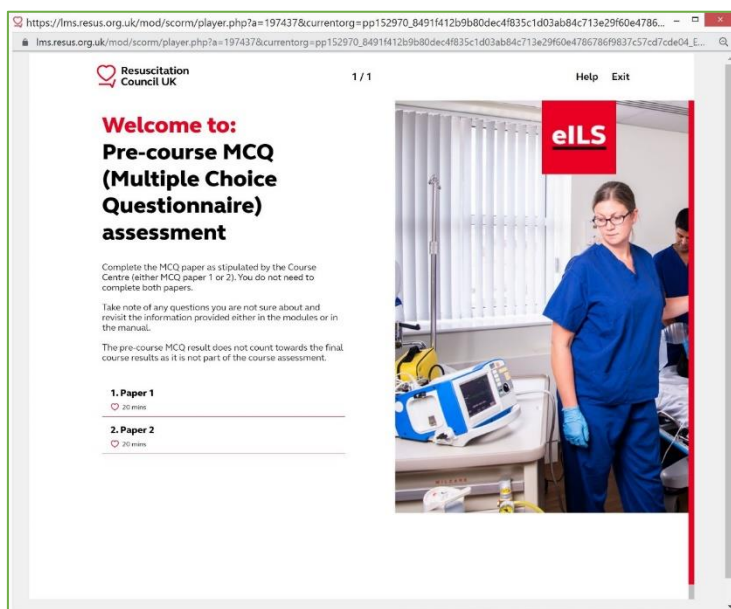 https://lms.resus.org.uk/mod/scorm/player.php?a=197437&currentorg=pp152970_8491f412b9b80dec4f835c1d03ab84c713e29f60e4786...
lms.resus.org.uk/mod/scorm/player.php?a=197437&currentorg=pp152970_8491f412b9b80dec4f835c1d03ab84c713e29f60e4786786f9837c57cd7cde04_E...
Resuscitation
Council UK
1 / 1
Help Exit
eILS
Welcome to:
Pre-course MCQ
(Multiple Choice
Questionnaire)
assessment
Complete the MCQ paper as stipulated by the Course
Centre (either MCQ paper 1 or 2). You do not need to
complete both papers.
Take note of any questions you are not sure about and
revisit the information provided either in the modules or in
the manual.
The pre-course MCQ result does not count towards the final
course results as it is not part of the course assessment.
1. Paper 1
20 mins
2. Paper 2
20 mins